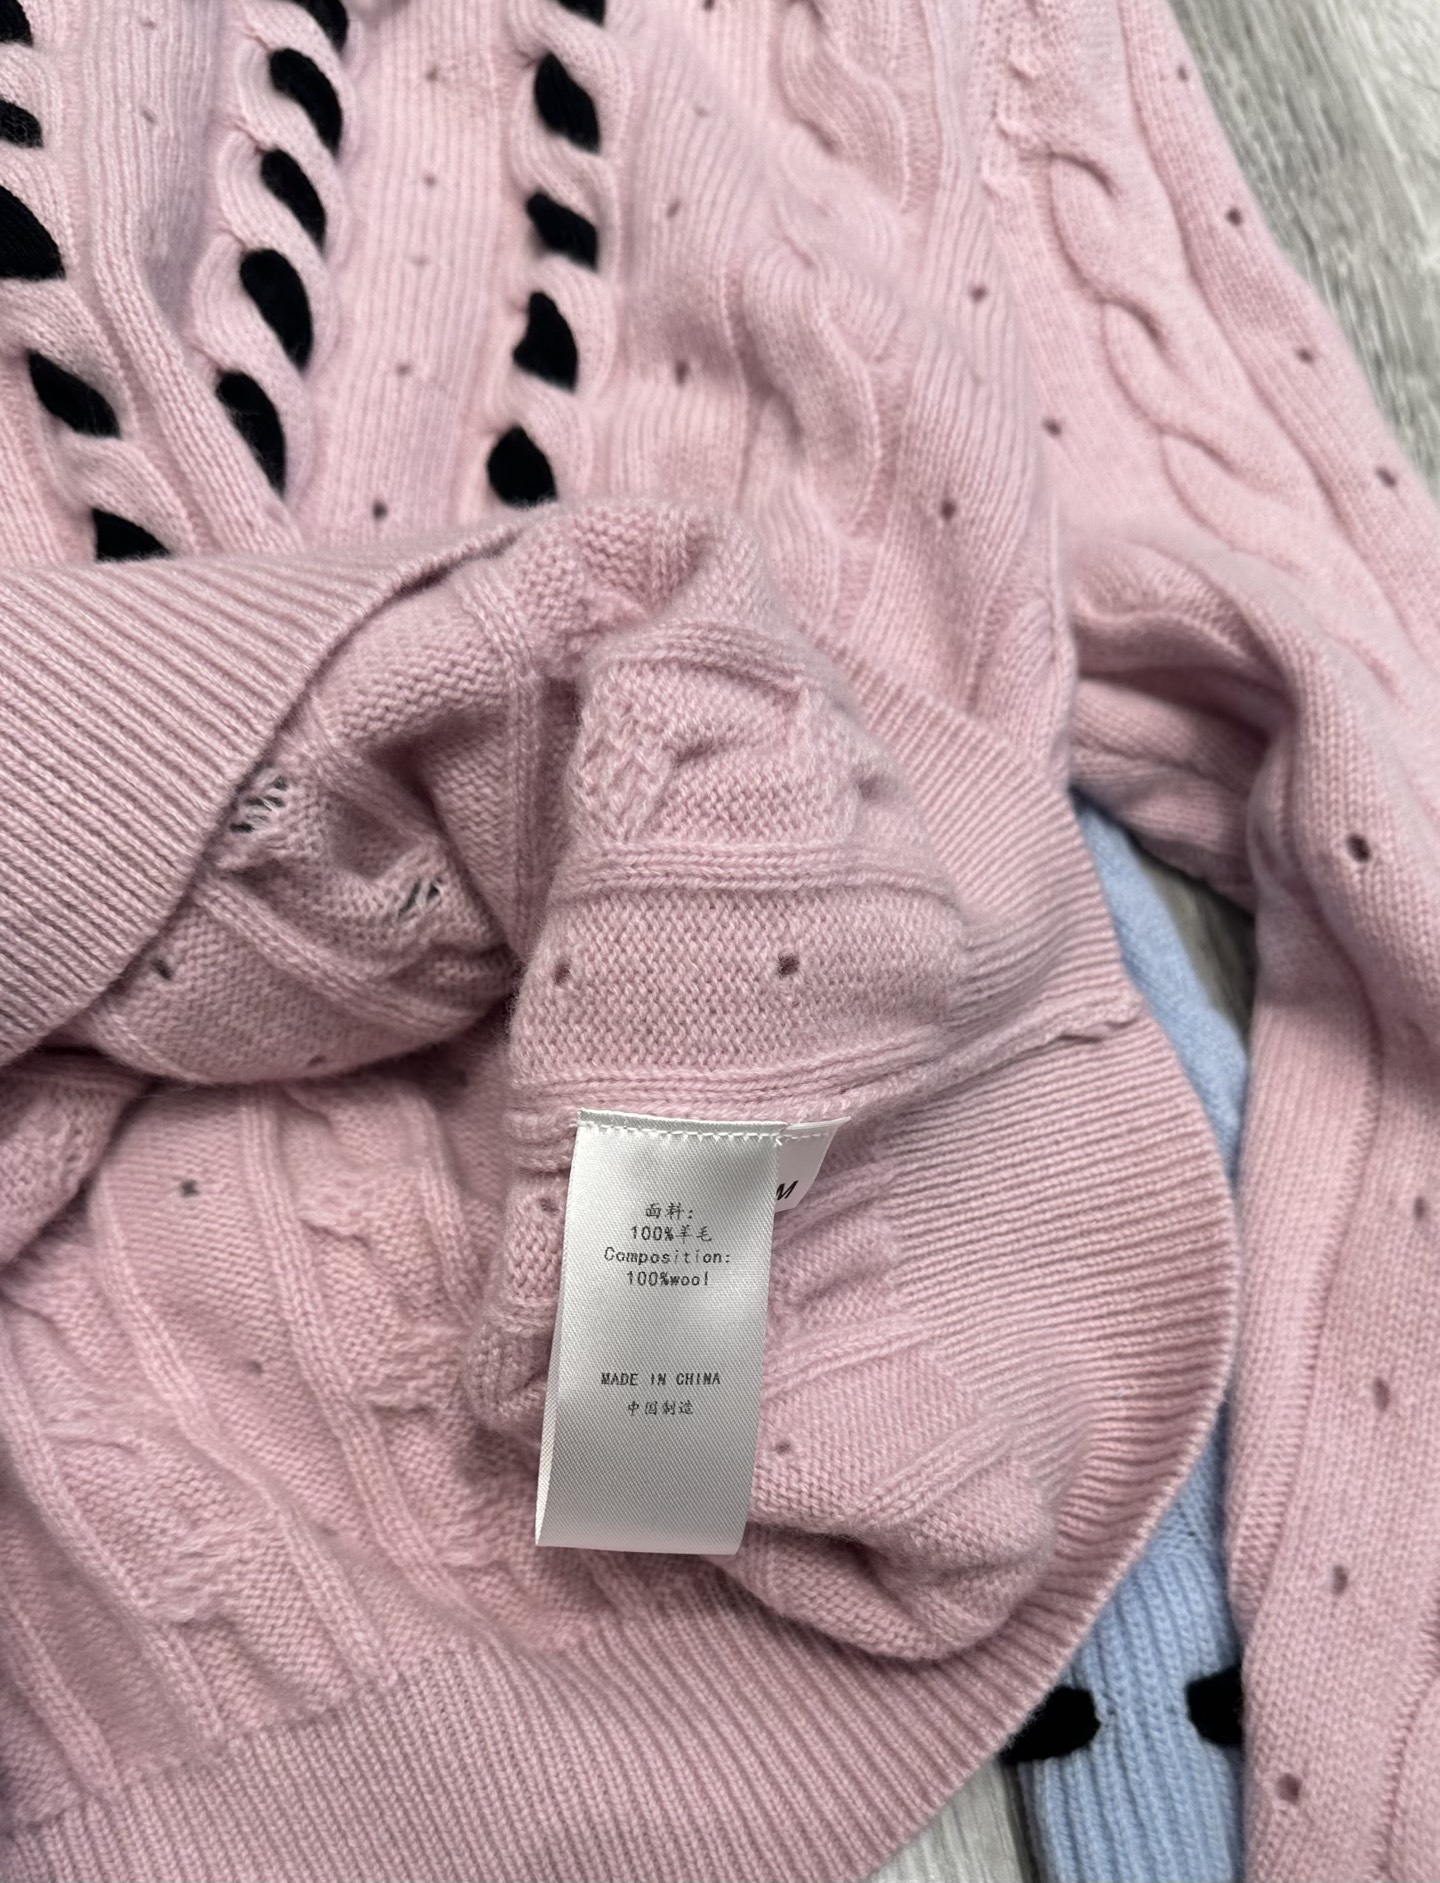 M
面料:
100%羊毛
Composition:
100%wool
MADE IN CHINA
中国制造